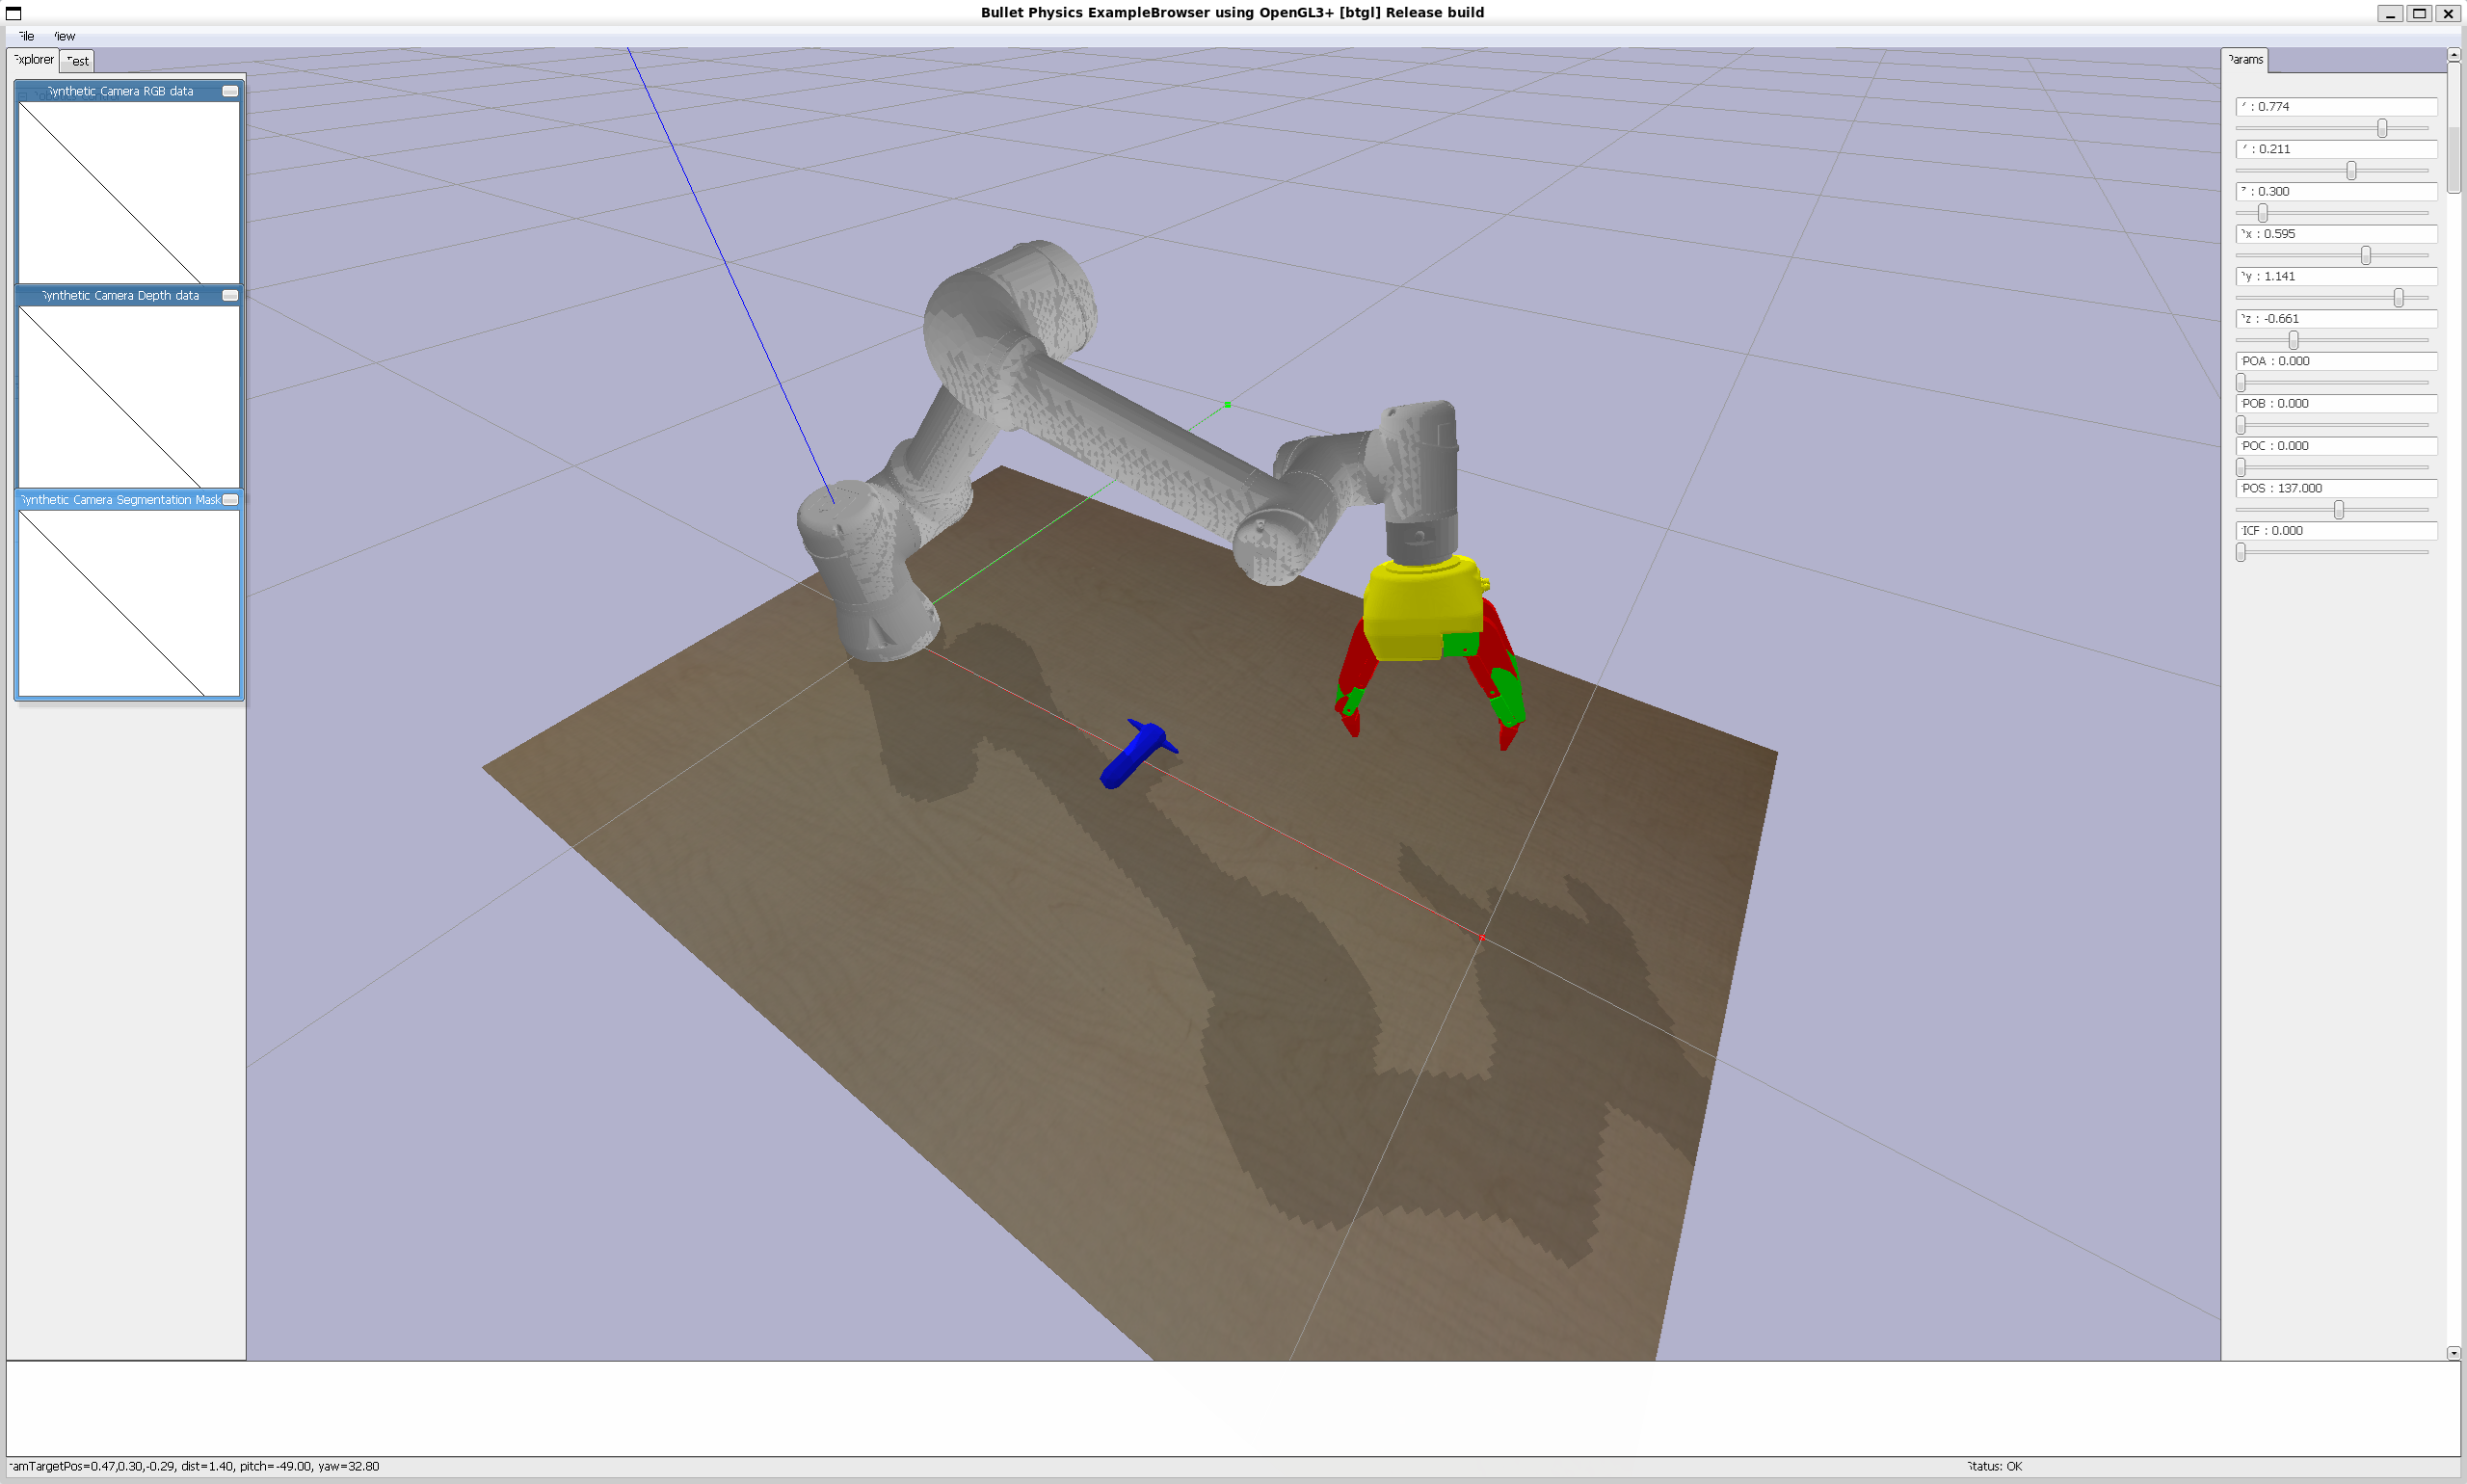 Bullet Physics ExampleBrowser using OpenGL3+ [btgl] Release build
File View
Explorer Test
Params
Synthetic Camera RGB data
Synthetic Camera Depth data
Synthetic Camera Segmentation Mask
: 0.774
: 0.211
: 0.300
x : 0.595
y : 1.141
z : -0.661
POA : 0.000
POB : 0.000
POC : 0.000
POS : 137.000
ICF : 0.000
amTargetPos=0.47,0.30,-0.29, dist=1.40, pitch=-49.00, yaw=32.80
Status: OK